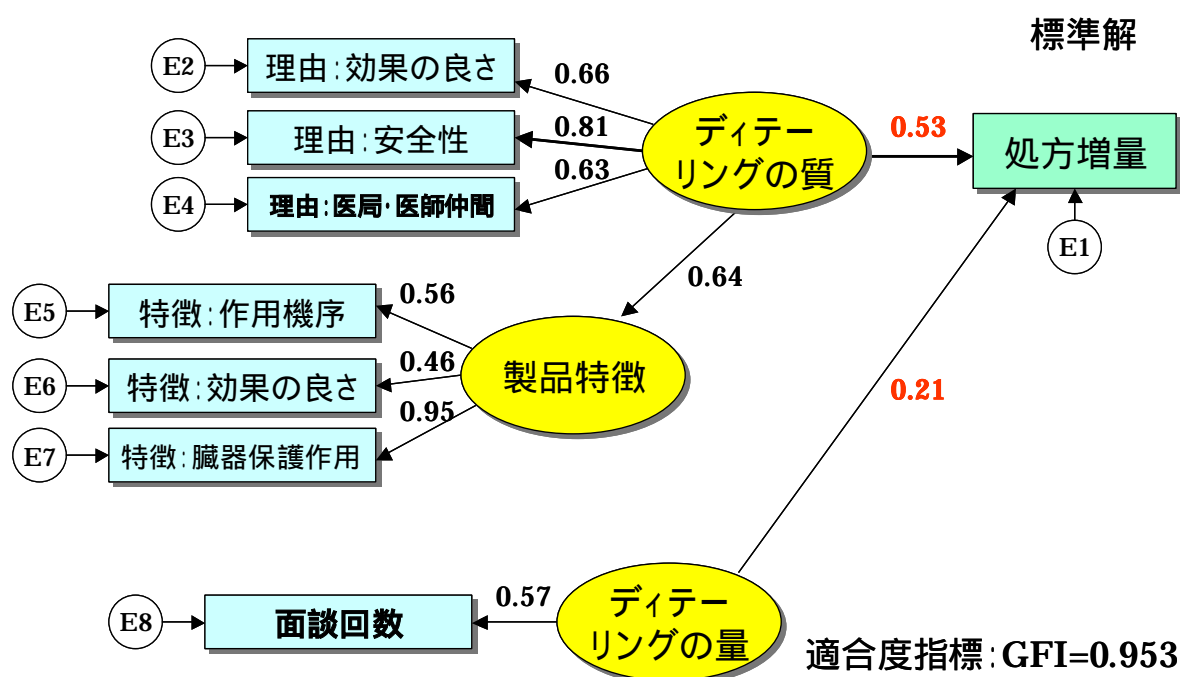 標準解
E2
理由:効果の良さ
0.66
E3
理由:安全性
0.81
ディテー
リングの質
0.53
処方増量
E4
理由:医局・医師仲間
0.63
E1
0.64
E5
特徴:作用機序
0.56
E6
特徴:効果の良さ
0.46
製品特徴
0.21
E7
特徴:臓器保護作用
0.95
E8
面談回数
0.57
ディテー
リングの量
適合度指標:GFI=0.953